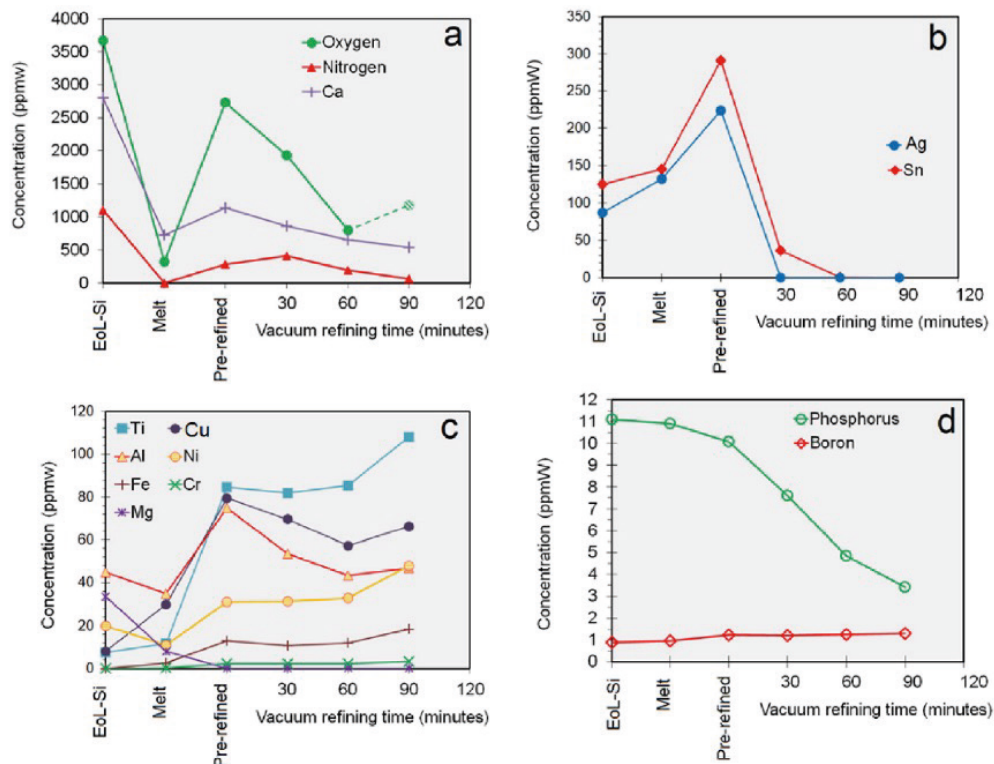 a
Oxygen
Nitrogen
Ca
Concentration (ppmw)
4000
3500
3000
2500
2000
1500
1000
500
0
EoL-Si
Melt
Pre-refined
30
60
90
120
Vacuum refining time (minutes)
b
Ag
Sn
Concentration (ppmW)
350
300
250
200
150
100
50
0
EoL-Si
Melt
Pre-refined
30
60
90
120
Vacuum refining time (minutes)
c
Ti
Cu
Al
Ni
Fe
Cr
Mg
Concentration (ppmw)
120
100
80
60
40
20
0
EoL-Si
Melt
Pre-refined
30
60
90
120
Vacuum refining time (minutes)
d
Phosphorus
Boron
Concentration (ppmW)
12
11
10
9
8
7
6
5
4
3
2
1
0
EoL-Si
Melt
Pre-refined
30
60
90
120
Vacuum refining time (minutes)